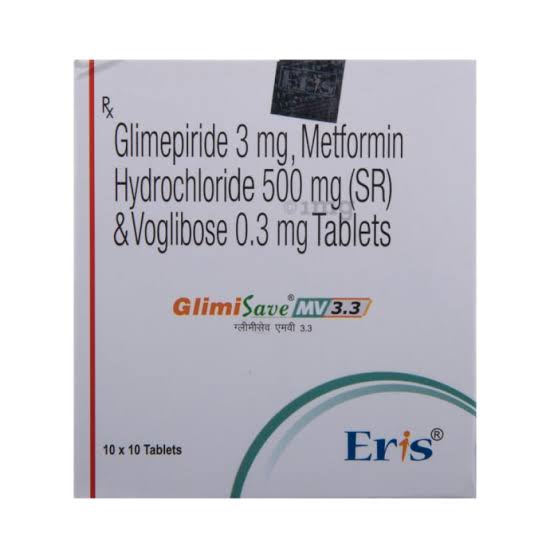 Rx
Glimepiride 3 mg, Metformin
Hydrochloride 500 mg (SR)
& Voglibose 0.3 mg Tablets
©1mg
GlimiSave® MV 3.3
ग्लीमीसेव एमवी 3.3
10 x 10 Tablets
Eris®